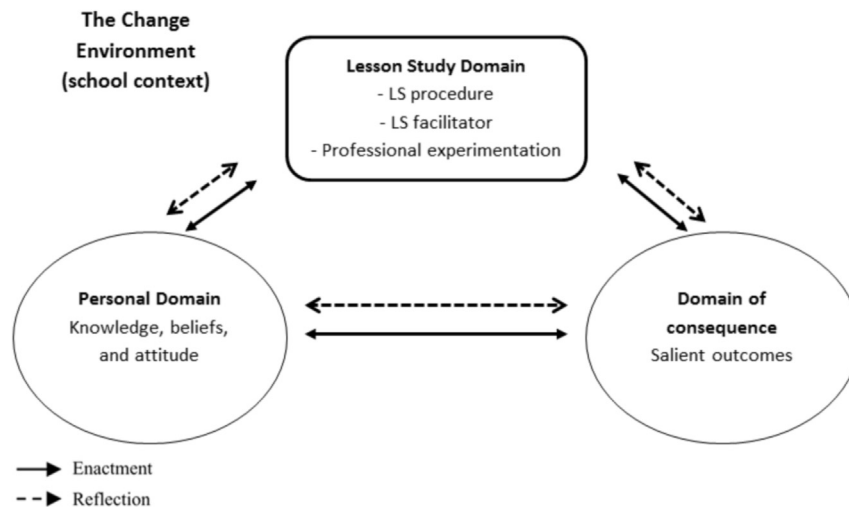 The Change
Environment
(school context)
Lesson Study Domain
- LS procedure
- LS facilitator
- Professional experimentation
Personal Domain
Knowledge, beliefs,
and attitude
Domain of
consequence
Salient outcomes
Enactment
Reflection